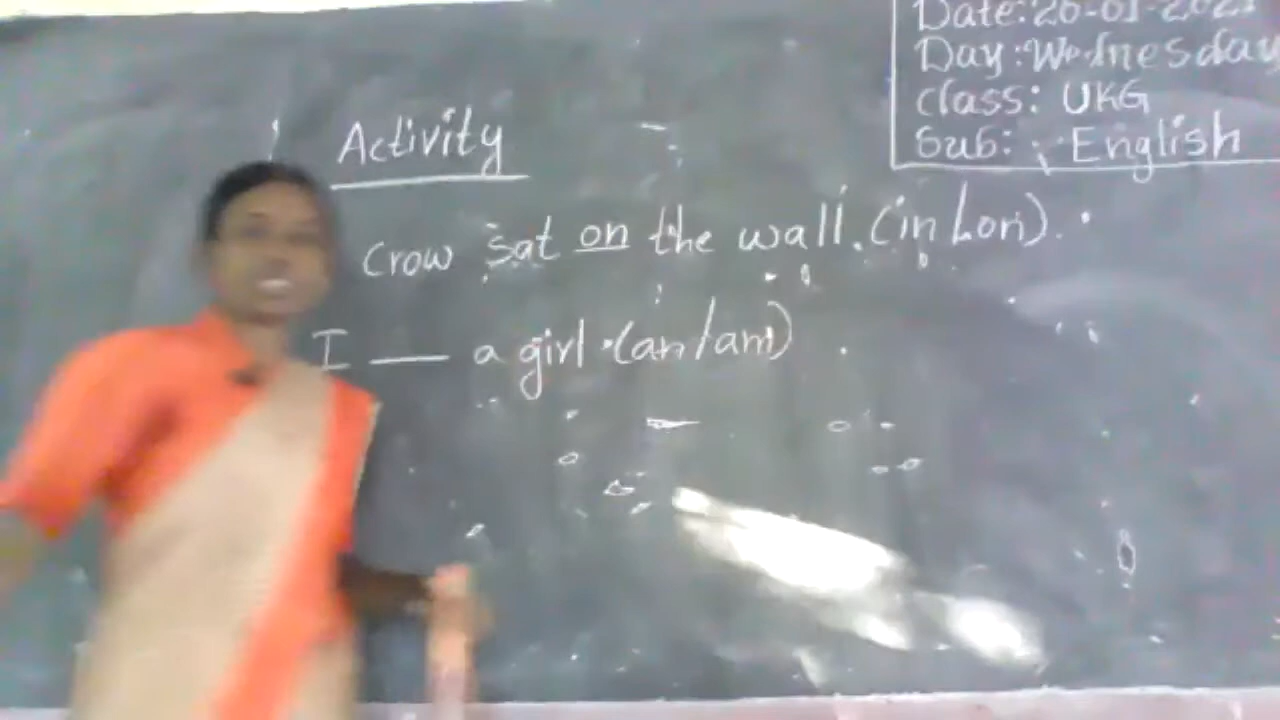 Date: 20-01-2021
Day: Wednesday
Class: UKG
Sub: English
Activity
Crow sat on the wall. (in / on).
I ___ a girl. (an/am)